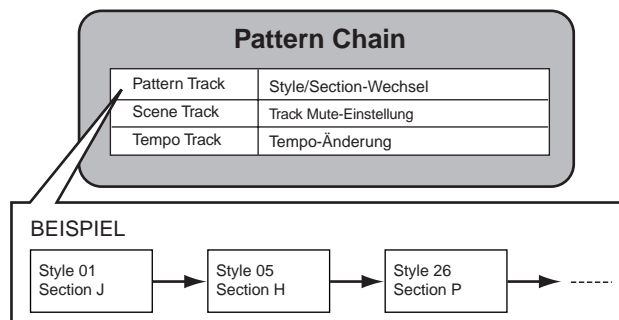 Pattern Chain
Pattern Track Style/Section-Wechsel
Scene Track Track Mute-Einstellung
Tempo Track Tempo-Änderung
BEISPIEL
Style 01 Style 05 Style 26
Section J Section H Section P